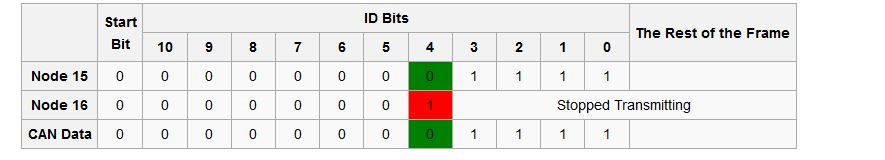 Start Bit ID Bits The Rest of the Frame
10 9 8 7 6 5 4 3 2 1 0
Node 15 0 0 0 0 0 0 0 0 1 1 1 1
Node 16 0 0 0 0 0 0 0 1 Stopped Transmitting
CAN Data 0 0 0 0 0 0 0 0 1 1 1 1